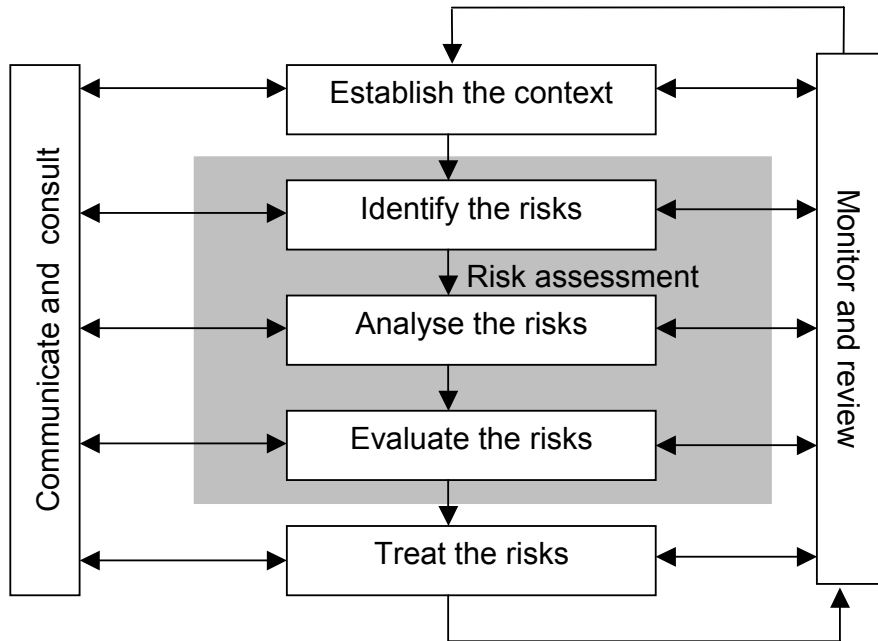 Establish the context
Identify the risks
Risk assessment
Analyse the risks
Evaluate the risks
Treat the risks
Communicate and consult
Monitor and review